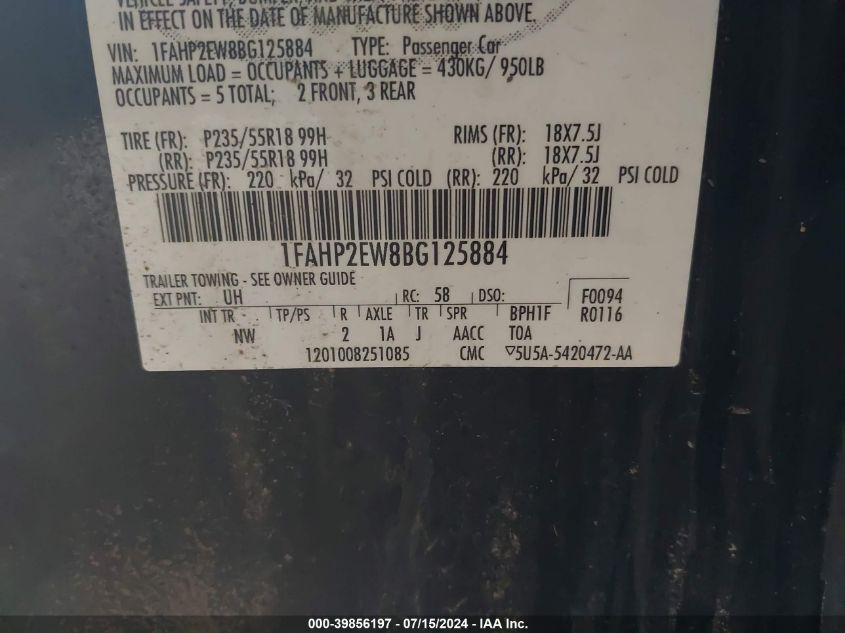 IN EFFECT ON THE DATE OF MANUFACTURE SHOWN ABOVE.
VIN: 1FAHP2EW8BG125884 TYPE: Passenger Car
MAXIMUM LOAD = OCCUPANTS + LUGGAGE = 430KG/ 950LB
OCCUPANTS = 5 TOTAL; 2 FRONT, 3 REAR
TIRE (FR): P235/55R18 99H RIMS (FR): 18X7.5J
(RR): P235/55R18 99H (RR): 18X7.5J
PRESSURE (FR): 220 kPa/ 32 PSI COLD (RR): 220 kPa/ 32 PSI COLD
1FAHP2EW8BG125884
TRAILER TOWING - SEE OWNER GUIDE
EXT PNT: UH RC: 58 DSO: F0094
INT TR TP/PS R AXLE TR SPR BPH1F R0116
NW 2 1A J AACC TOA
1201008251085 CMC ▽5U5A-5420472-AA
000-39856197 - 07/15/2024 - IAA Inc.